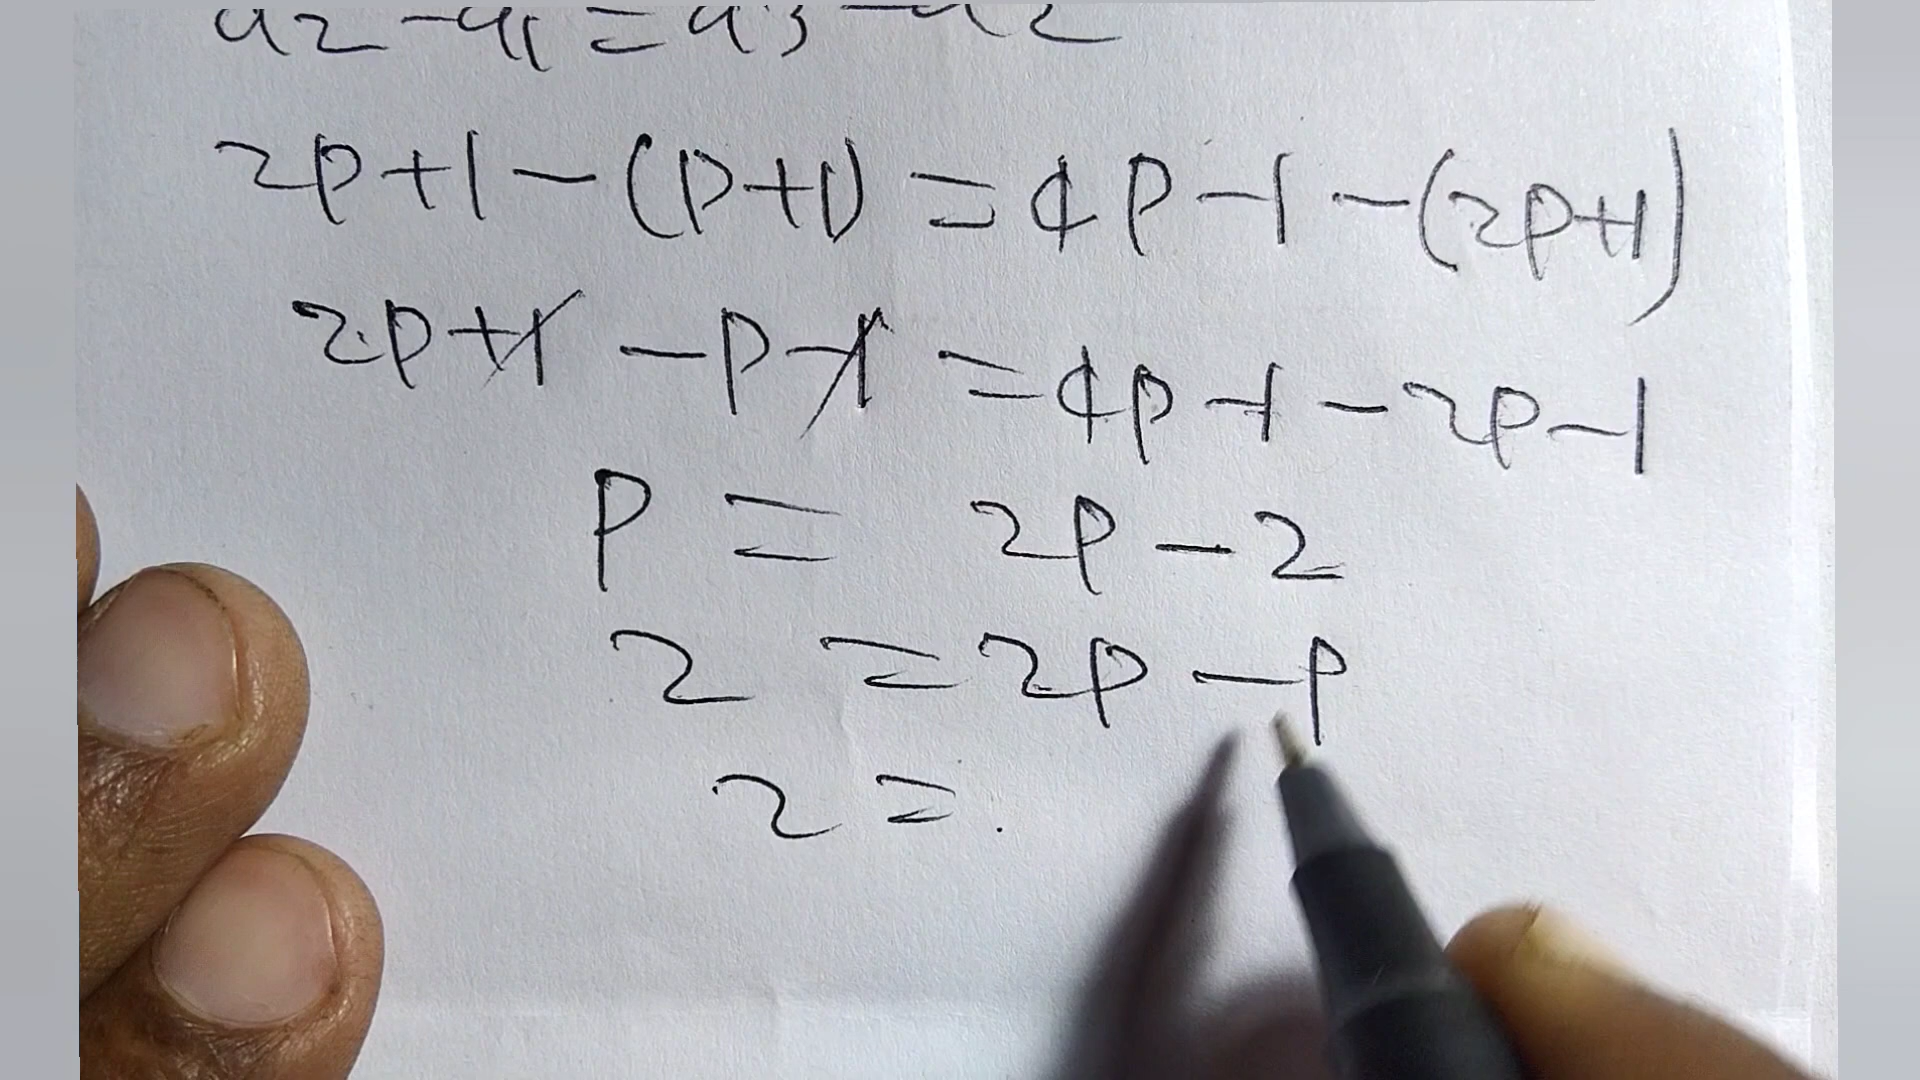 a2 - a1 = a3 - a2
2p+1 - (p+1) = 4p - 1 - (2p+1)
2p+1 - p - 1 = 4p - 1 - 2p - 1
p = 2p - 2
2 = 2p - p
2 =